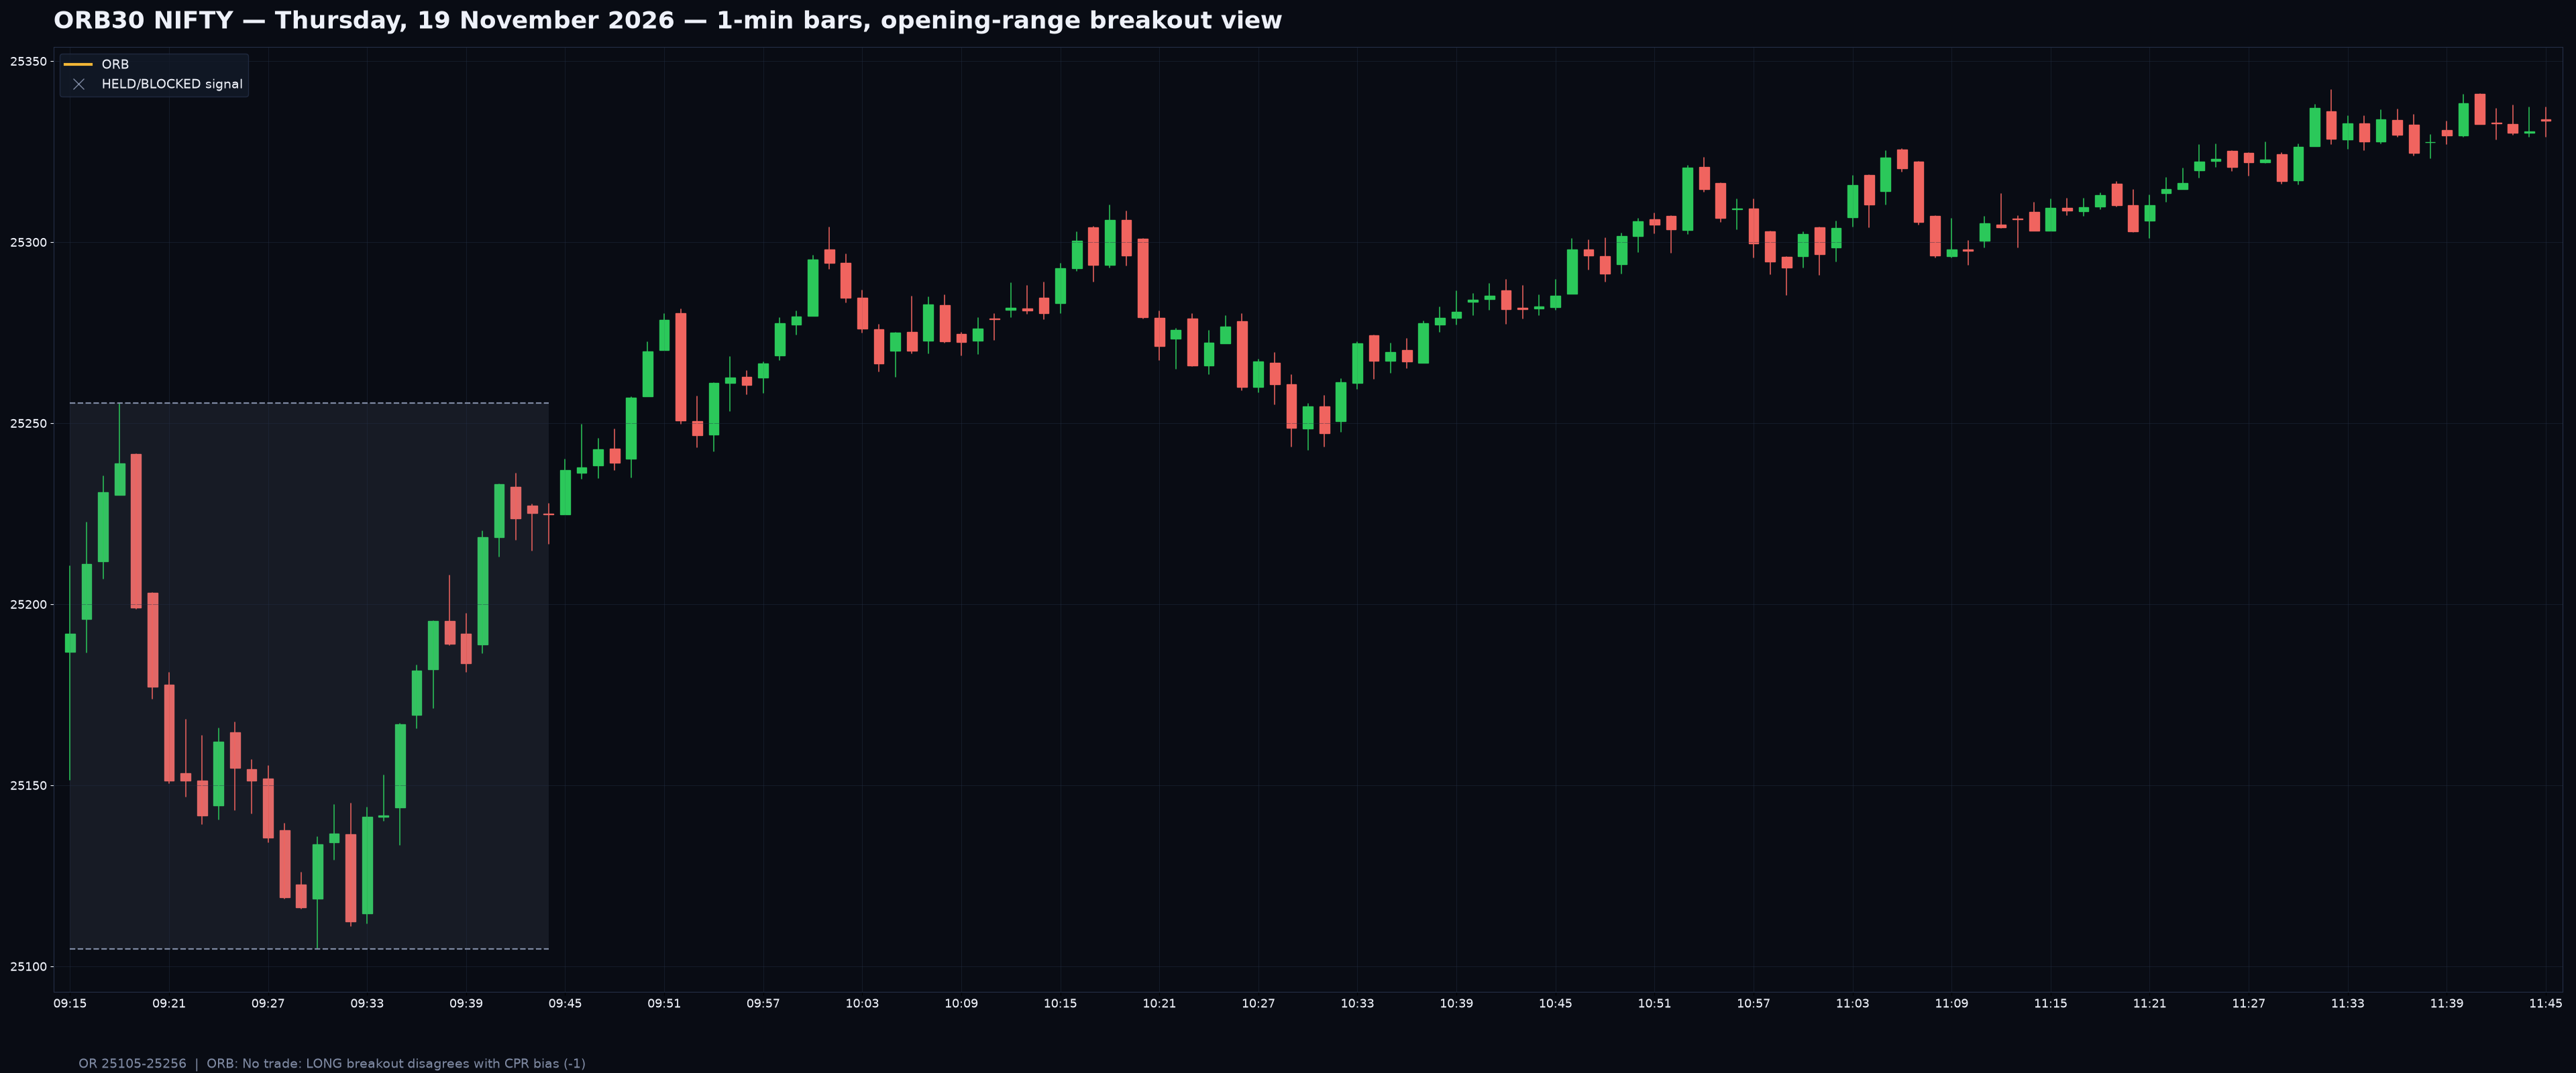 ORB30 NIFTY — Thursday, 19 November 2026 — 1-min bars, opening-range breakout view
ORB
HELD/BLOCKED signal
25350
25300
25250
25200
25150
25100
09:15 09:21 09:27 09:33 09:39 09:45 09:51 09:57 10:03 10:09 10:15 10:21 10:27 10:33 10:39 10:45 10:51 10:57 11:03 11:09 11:15 11:21 11:27 11:33 11:39 11:45
OR 25105-25256 | ORB: No trade: LONG breakout disagrees with CPR bias (-1)